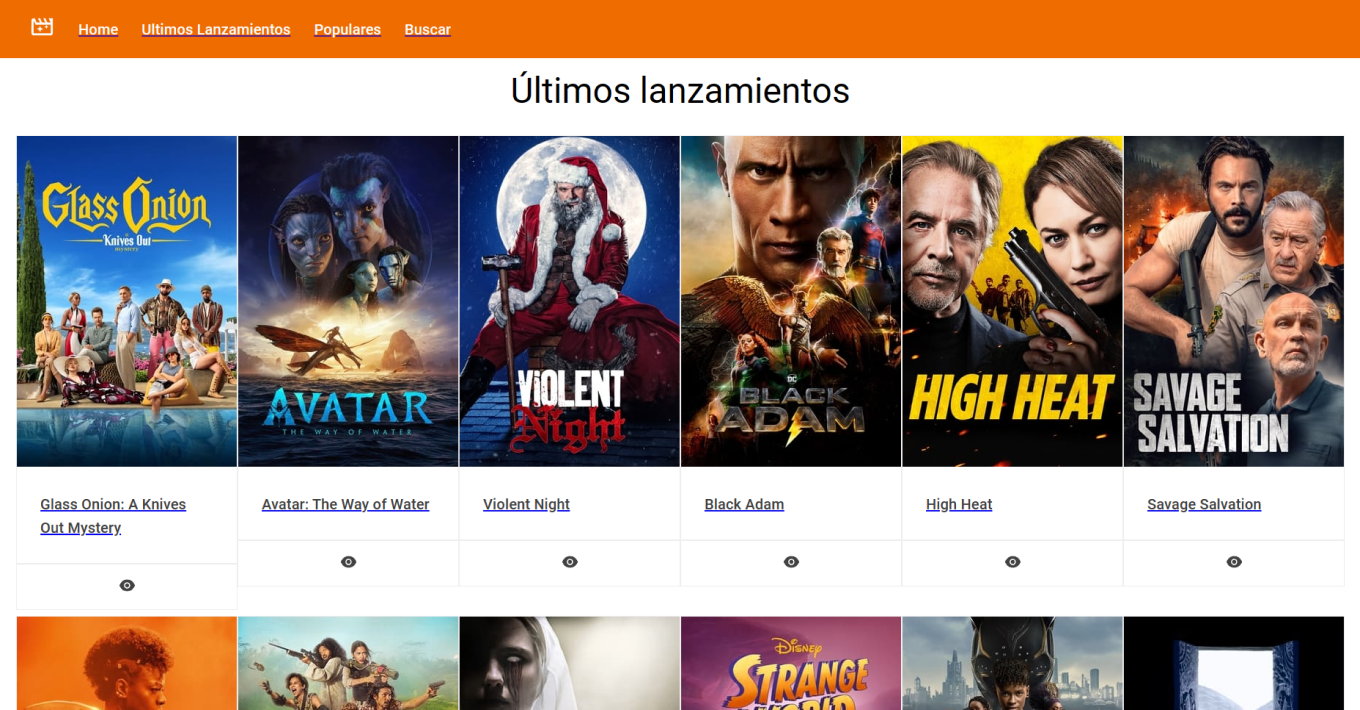 Home Ultimos Lanzamientos Populares Buscar
Últimos lanzamientos
Glass Onion
A
Knives Out
mystery
AVATAR
THE WAY OF WATER
VIOLENT
Night
DC
BLACK
ADAM
HIGH HEAT
SAVAGE
SALVATION
Glass Onion: A Knives
Out Mystery
Avatar: The Way of Water
Violent Night
Black Adam
High Heat
Savage Salvation
Disney
STRANGE
WORLD